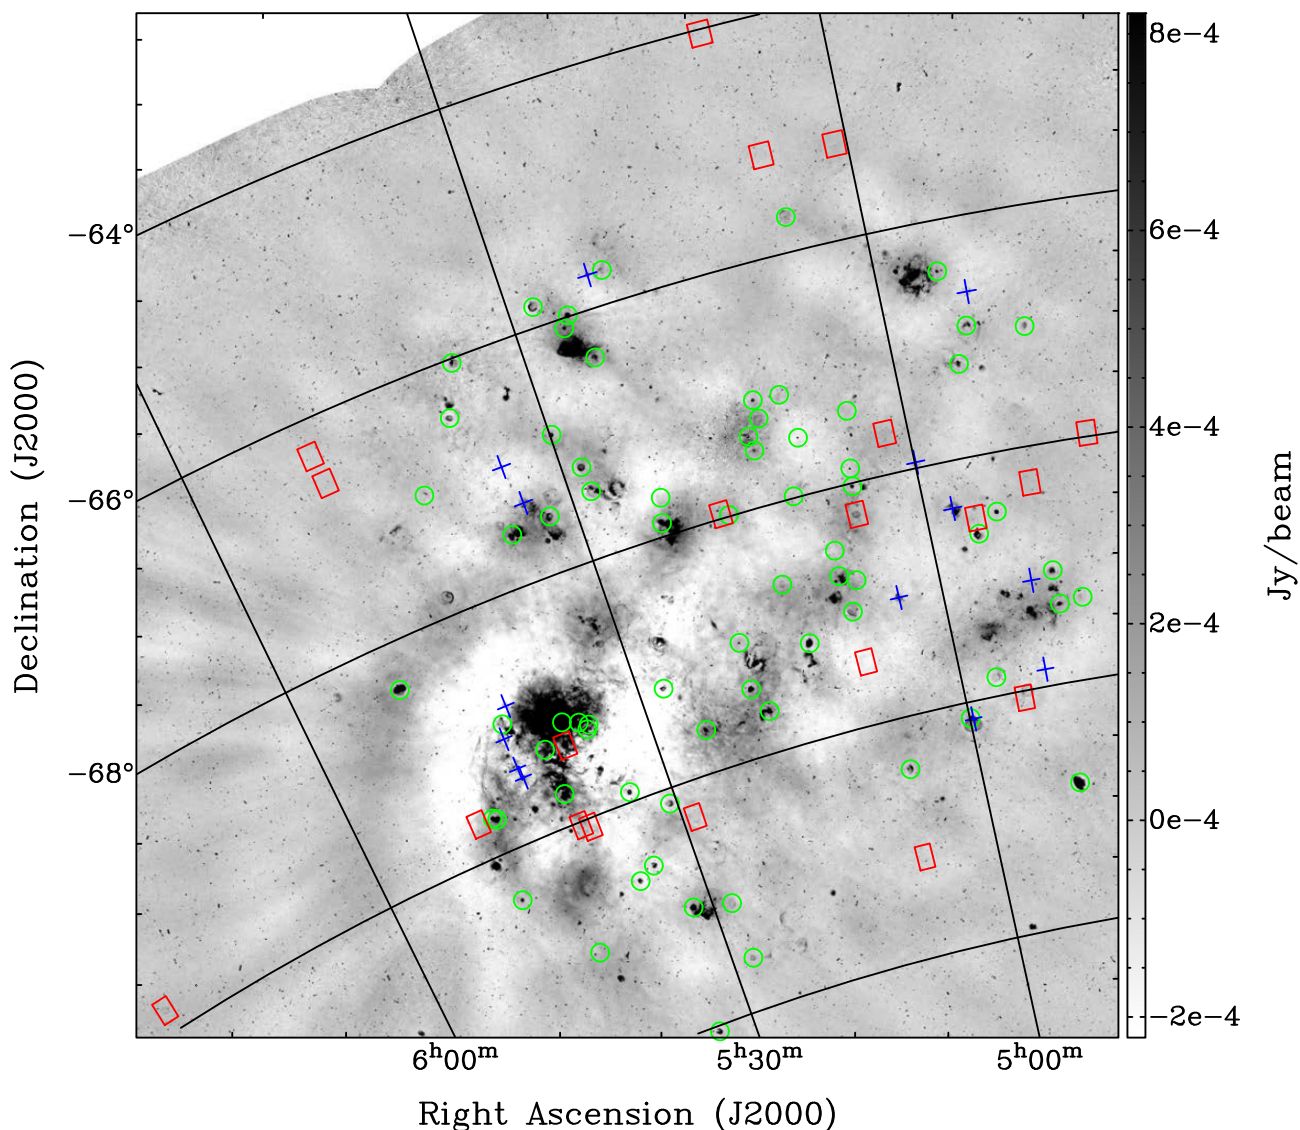 8e-4
6e-4
4e-4
2e-4
0e-4
-2e-4
Jy/beam
Declination (J2000)
-64°
-66°
-68°
6ʰ00ᵐ
5ʰ30ᵐ
5ʰ00ᵐ
Right Ascension (J2000)